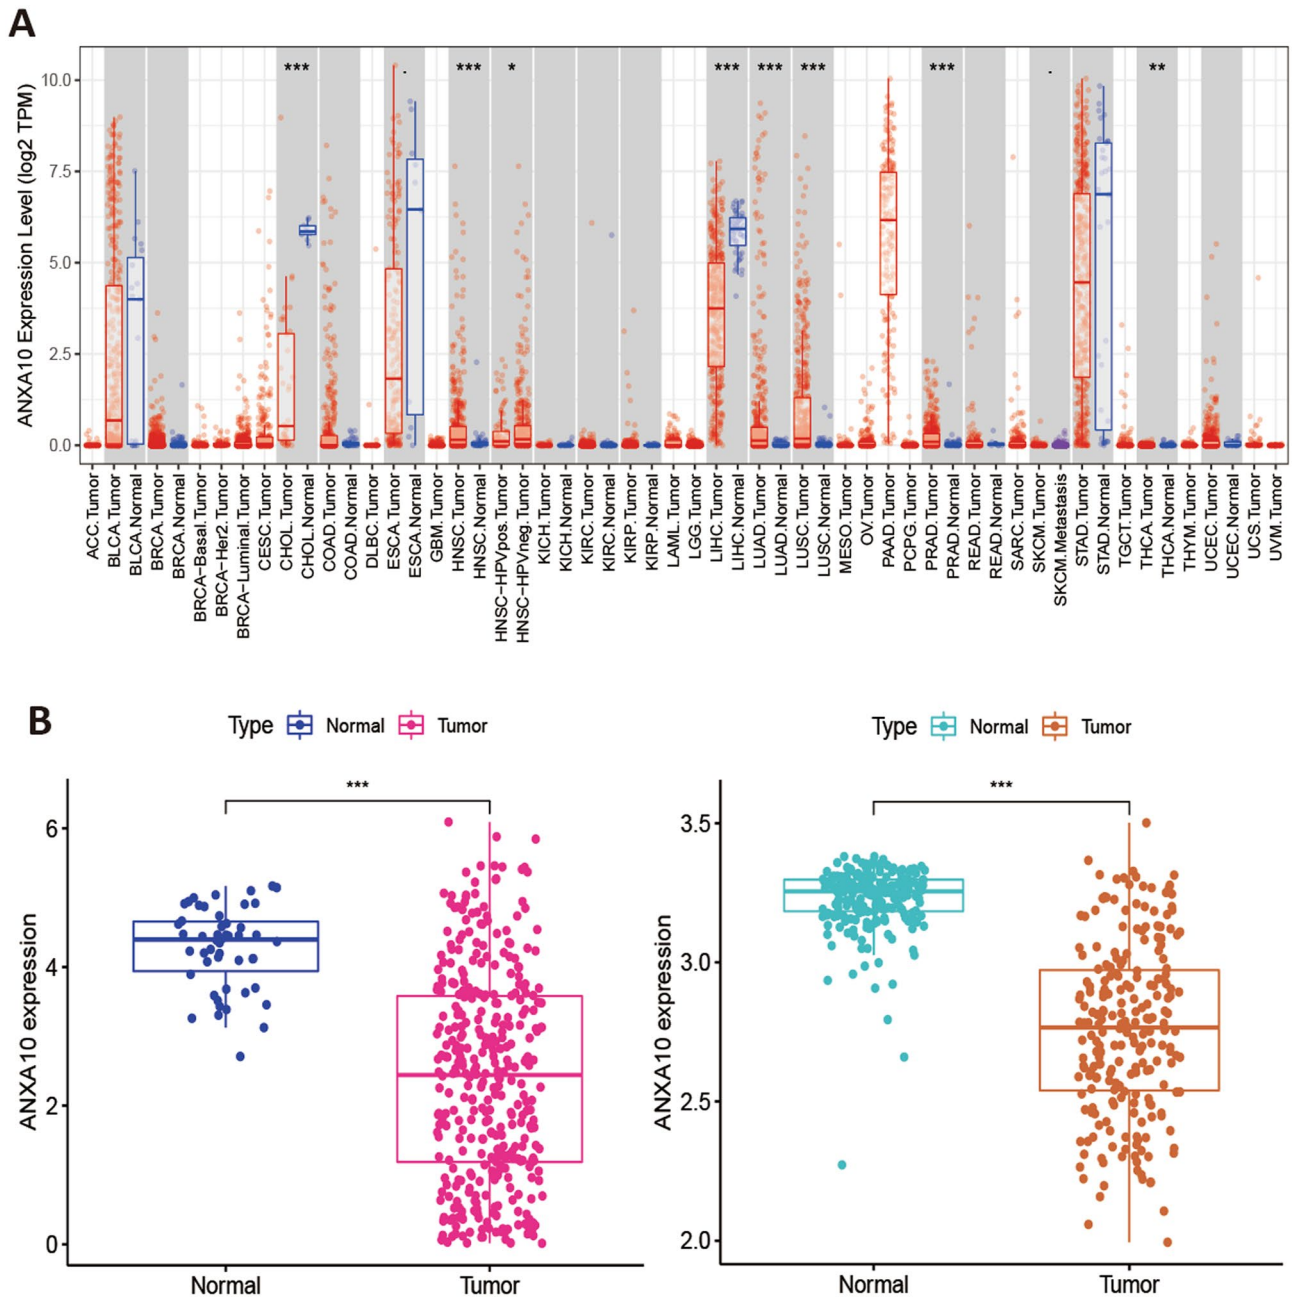 A
*** . *** * *** *** *** *** . **
ANXA10 Expression Level (log2 TPM)
10.0
7.5
5.0
2.5
0.0
ACC.Tumor
BLCA.Tumor
BLCA.Normal
BRCA.Tumor
BRCA.Normal
BRCA-Basal.Tumor
BRCA-Her2.Tumor
BRCA-Luminal.Tumor
CESC.Tumor
CHOL.Tumor
CHOL.Normal
COAD.Tumor
COAD.Normal
DLBC.Tumor
ESCA.Tumor
ESCA.Normal
GBM.Tumor
HNSC.Tumor
HNSC.Normal
HNSC-HPVpos.Tumor
HNSC-HPVneg.Tumor
KICH.Tumor
KICH.Normal
KIRC.Tumor
KIRC.Normal
KIRP.Tumor
KIRP.Normal
LAML.Tumor
LGG.Tumor
LIHC.Tumor
LIHC.Normal
LUAD.Tumor
LUAD.Normal
LUSC.Tumor
LUSC.Normal
MESO.Tumor
OV.Tumor
PAAD.Tumor
PCPG.Tumor
PRAD.Tumor
PRAD.Normal
READ.Tumor
READ.Normal
SARC.Tumor
SKCM.Tumor
SKCM.Metastasis
STAD.Tumor
STAD.Normal
TGCT.Tumor
THCA.Tumor
THCA.Normal
THYM.Tumor
UCEC.Tumor
UCEC.Normal
UCS.Tumor
UVM.Tumor
B
Type Normal Tumor
***
ANXA10 expression
6
4
2
0
Normal Tumor
Type Normal Tumor
***
ANXA10 expression
3.5
3.0
2.5
2.0
Normal Tumor